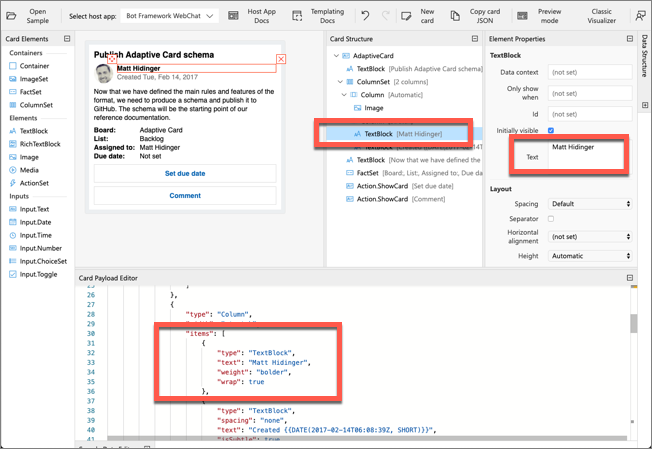 Open Sample
Select host app:
Bot Framework WebChat
Host App Docs
Templating Docs
New card
Copy card JSON
Preview mode
Classic Visualizer
Card Elements
Containers
Container
ImageSet
FactSet
ColumnSet
Elements
TextBlock
RichTextBlock
Image
Media
ActionSet
Inputs
Input.Text
Input.Date
Input.Time
Input.Number
Input.ChoiceSet
Input.Toggle
Publish Adaptive Card schema
Matt Hidinger
Created Tue, Feb 14, 2017
Now that we have defined the main rules and features of the
format, we need to produce a schema and publish it to
GitHub. The schema will be the starting point of our
reference documentation.
Board: Adaptive Card
List: Backlog
Assigned to: Matt Hidinger
Due date: Not set
Set due date
Comment
Card Structure
AdaptiveCard
TextBlock [Publish Adaptive Card schema]
ColumnSet [2 columns]
Column [Automatic]
Image
TextBlock [Matt Hidinger]
TextBlock
TextBlock [Now that we have defined the
FactSet [Board:, List:, Assigned to:, Due
Action.ShowCard [Set due date]
Action.ShowCard [Comment]
Element Properties
TextBlock
Data context (not set)
Only show when (not set)
Id (not set)
Initially visible
Text Matt Hidinger
Layout
Spacing Default
Separator
Horizontal alignment (not set)
Height Automatic
Data Structure
Card Payload Editor
26 },
27 {
28 "type": "Column",
30 "items": [
31 {
32 "type": "TextBlock",
33 "text": "Matt Hidinger",
34 "weight": "bolder",
35 "wrap": true
36 },
37 {
38 "type": "TextBlock",
39 "spacing": "none",
40 "text": "Created {{DATE(2017-02-14T06:08:39Z, SHORT)}}",
41 "isSubtle": true